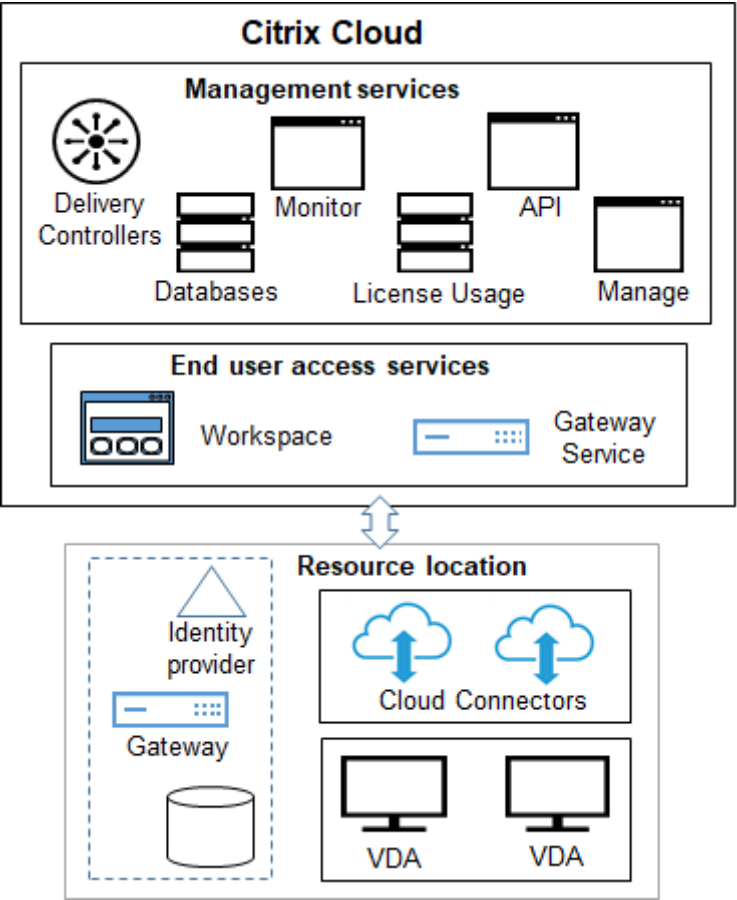 Citrix Cloud
Management services
Delivery
Controllers
Monitor
API
Databases
License Usage
Manage
End user access services
Workspace
Gateway
Service
Resource location
Identity
provider
Gateway
Cloud Connectors
VDA
VDA